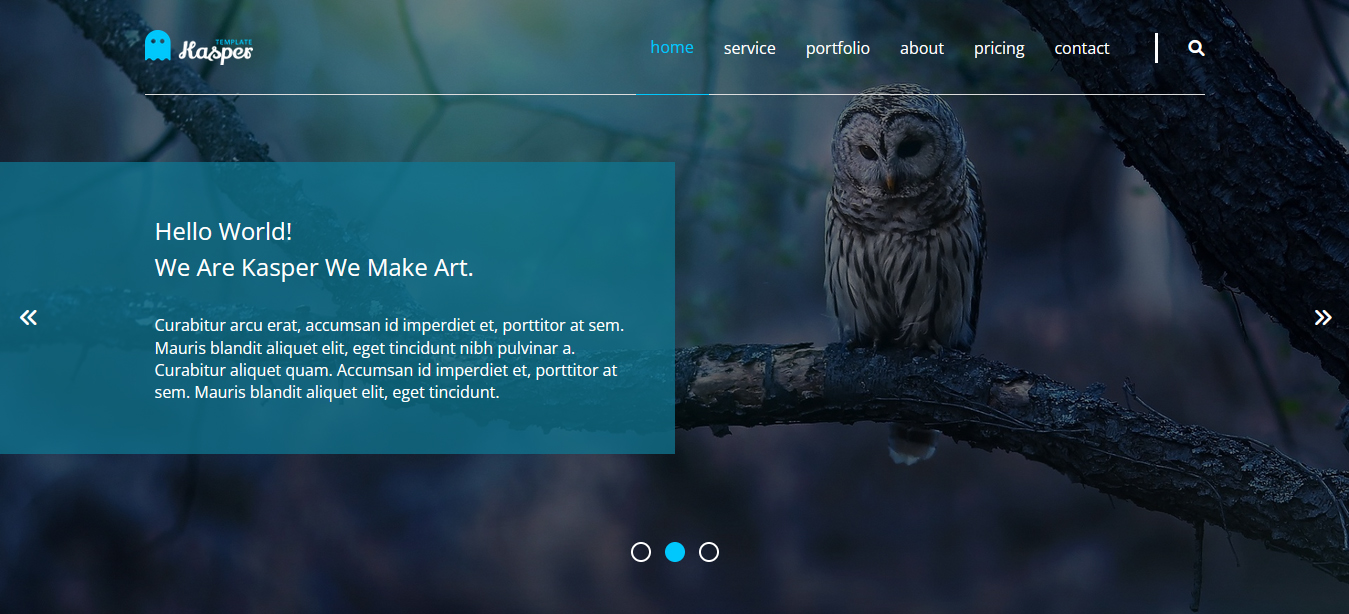 TEMPLATE
Kasper
home service portfolio about pricing contact
Hello World!
We Are Kasper We Make Art.
Curabitur arcu erat, accumsan id imperdiet et, porttitor at sem.
Mauris blandit aliquet elit, eget tincidunt nibh pulvinar a.
Curabitur aliquet quam. Accumsan id imperdiet et, porttitor at
sem. Mauris blandit aliquet elit, eget tincidunt.